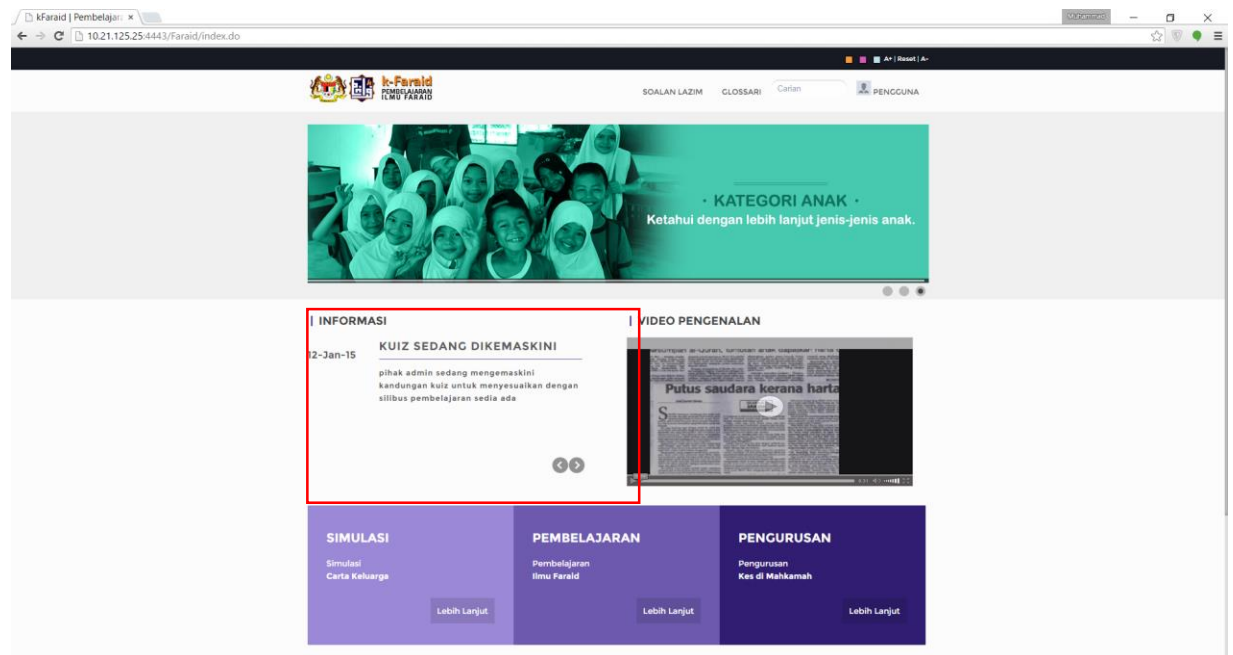 kFaraid | Pembelajar
Muhammad
10.21.125.25:4443/Faraid/index.do
A+ | Reset | A-
k-Faraid
PEMBELAJARAN
ILMU FARAID
SOALAN LAZIM GLOSSARI Carian PENGGUNA
· KATEGORI ANAK ·
Ketahui dengan lebih lanjut jenis-jenis anak.
| INFORMASI
| VIDEO PENGENALAN
12-Jan-15
KUIZ SEDANG DIKEMASKINI
pihak admin sedang mengemaskini
kandungan kuiz untuk menyesuaikan dengan
silibus pembelajaran sedia ada
Putus saudara kerana harta
SIMULASI
Simulasi
Carta Keluarga
Lebih Lanjut
PEMBELAJARAN
Pembelajaran
Ilmu Faraid
Lebih Lanjut
PENGURUSAN
Pengurusan
Kes di Mahkamah
Lebih Lanjut